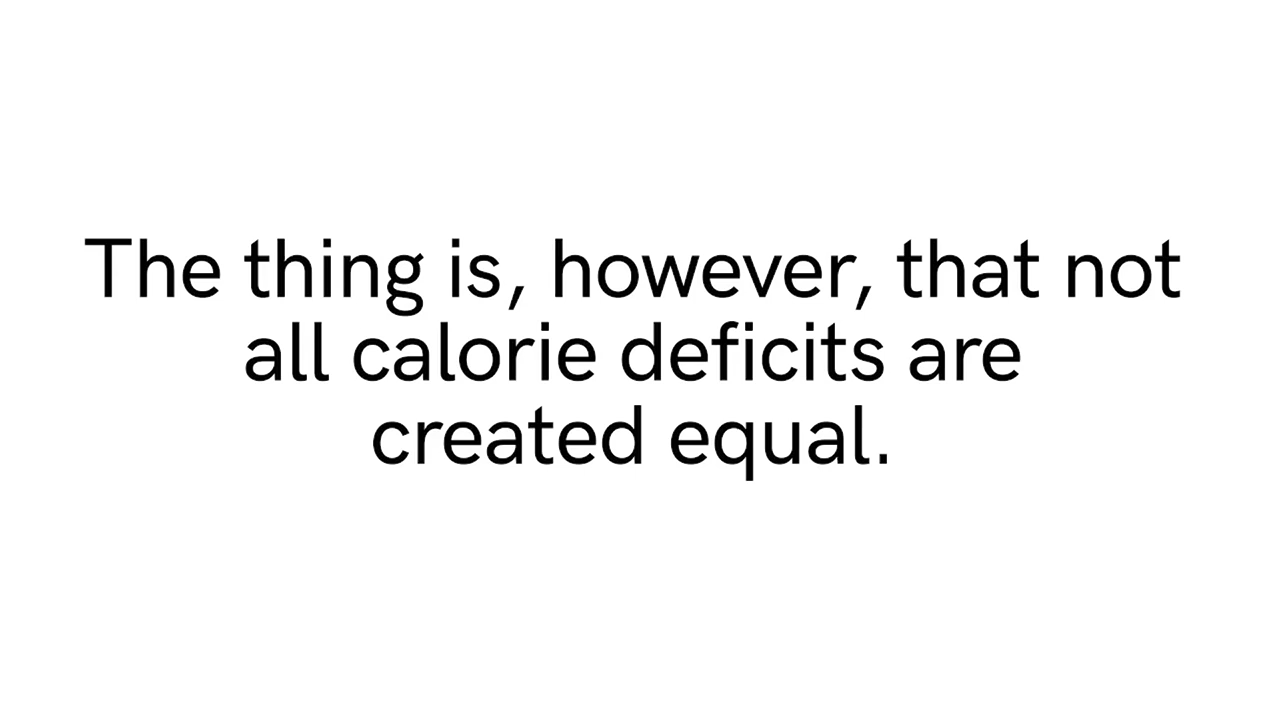 The thing is, however, that not
all calorie deficits are
created equal.